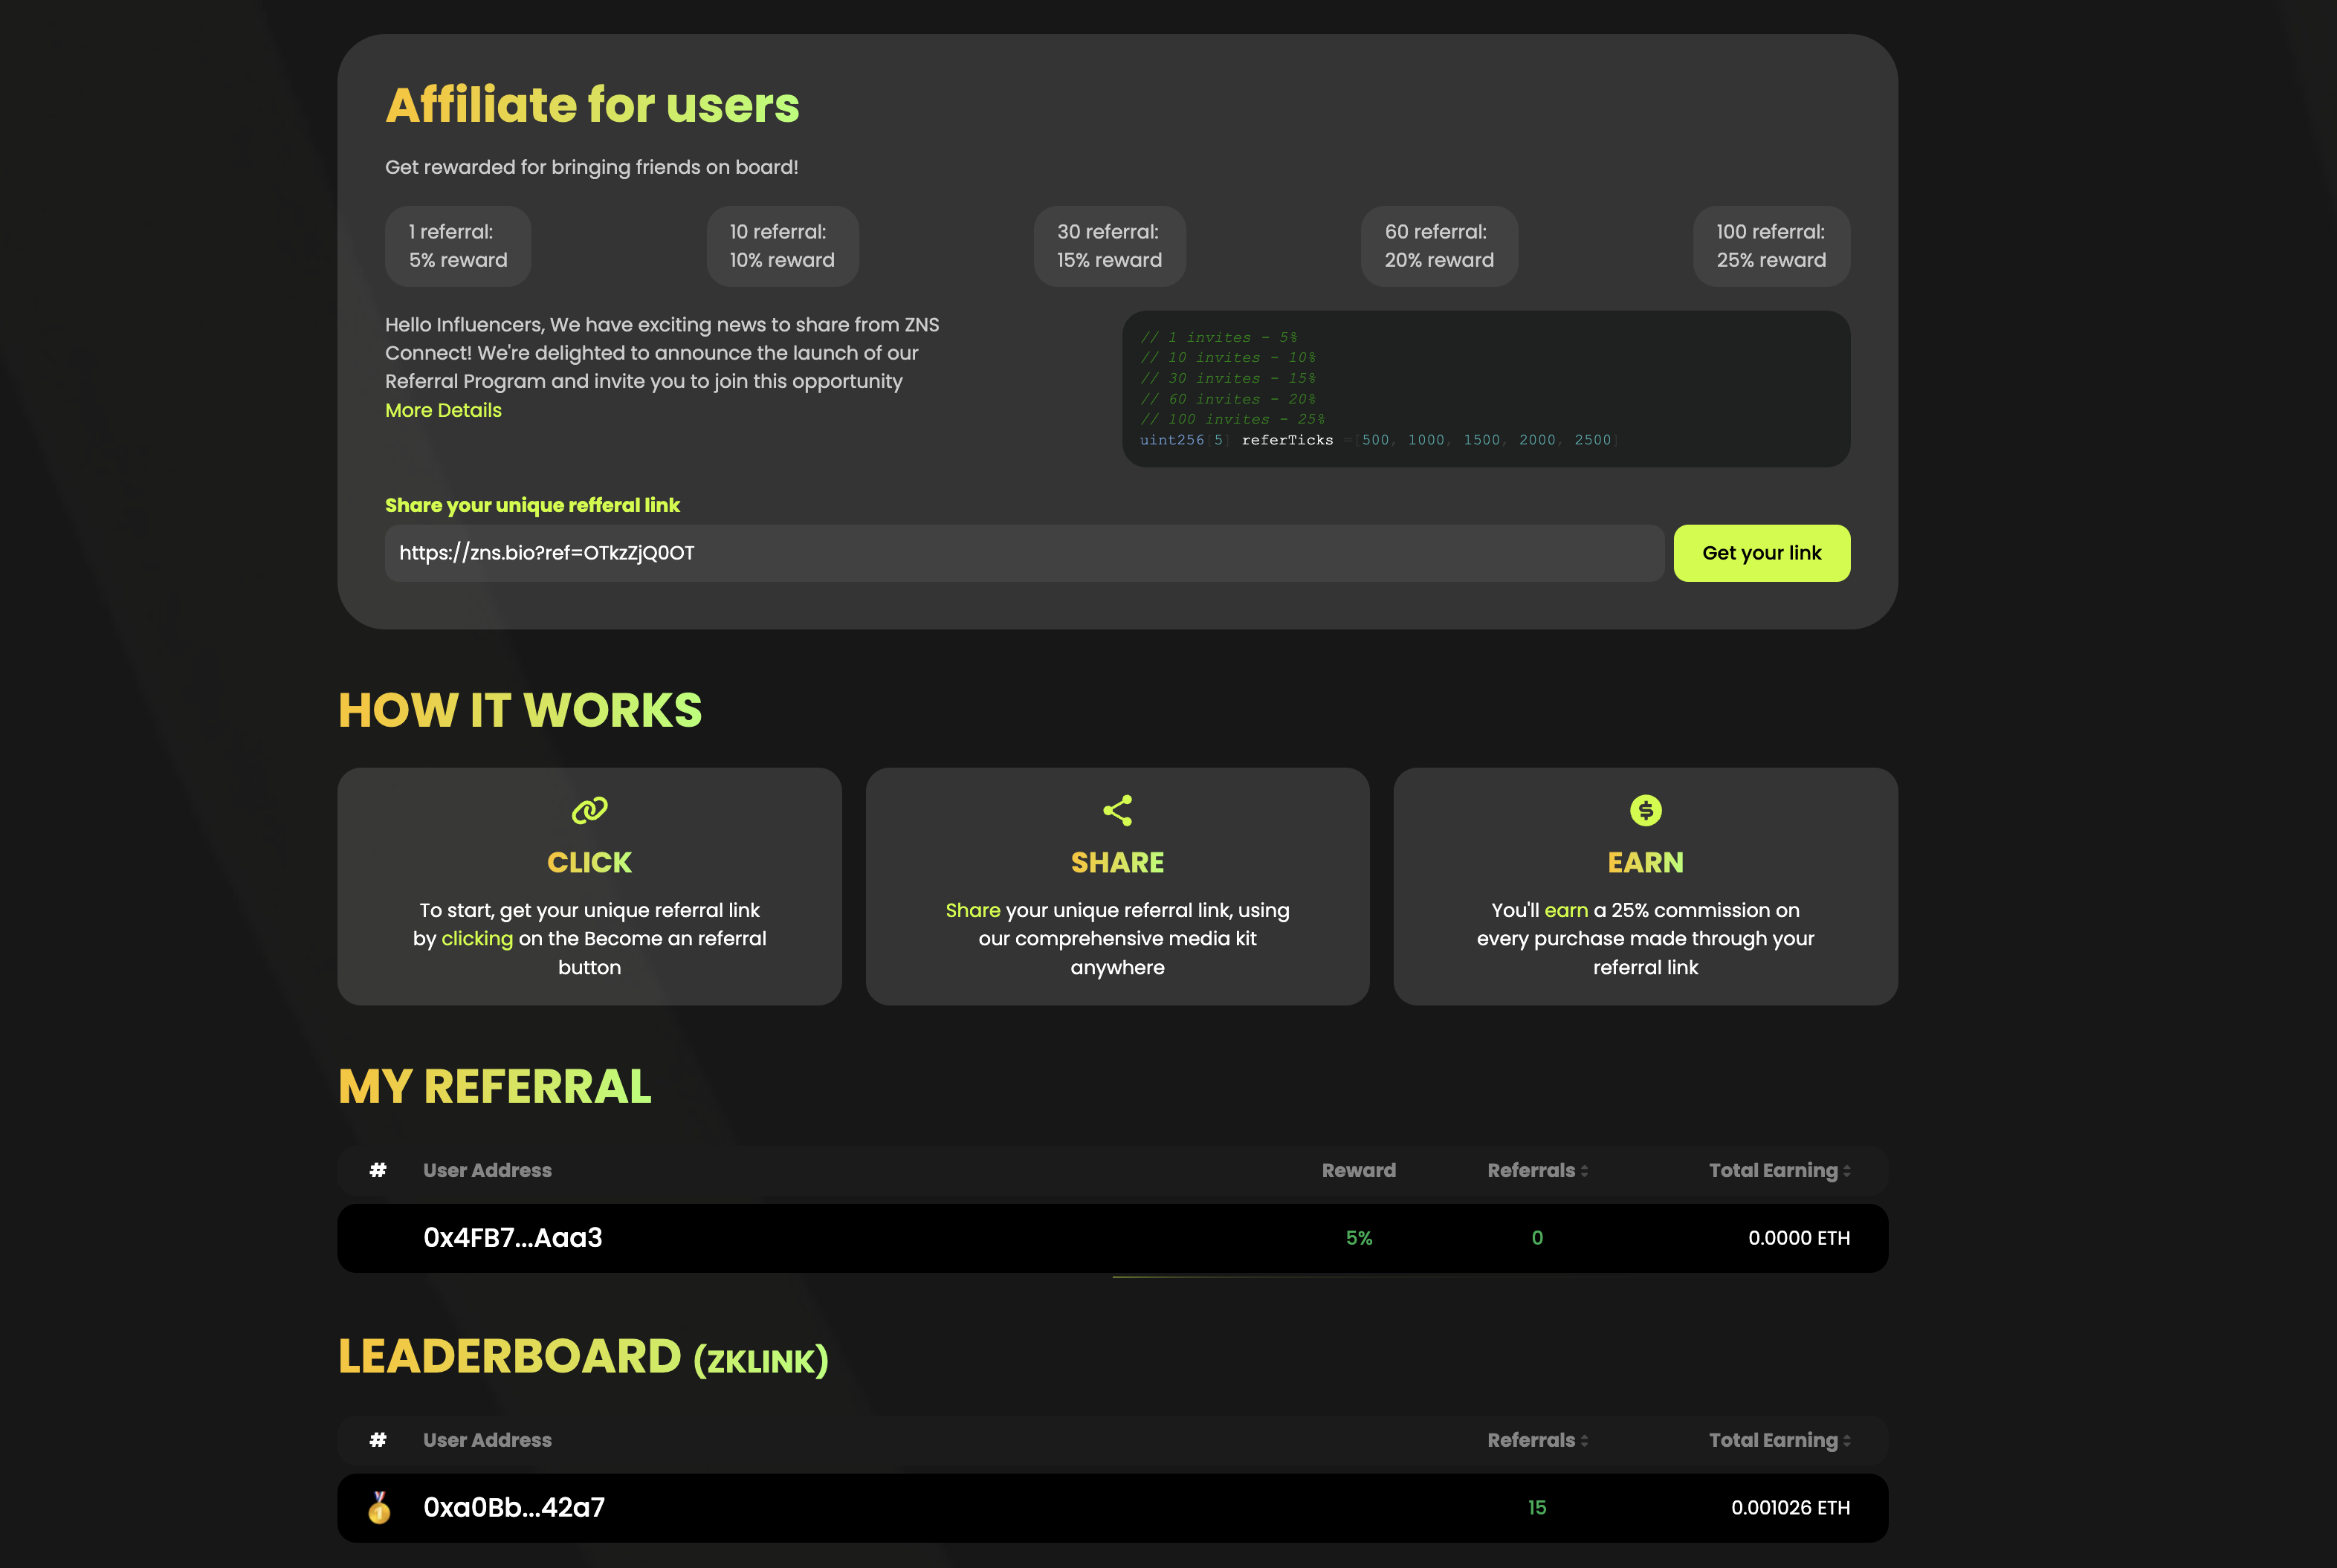 Affiliate for users
Get rewarded for bringing friends on board!
1 referral:
5% reward
10 referral:
10% reward
30 referral:
15% reward
60 referral:
20% reward
100 referral:
25% reward
Hello Influencers, We have exciting news to share from ZNS
Connect! We're delighted to announce the launch of our
Referral Program and invite you to join this opportunity
More Details
// 1 invites - 5%
// 10 invites - 10%
// 30 invites - 15%
// 60 invites - 20%
// 100 invites - 25%
uint256[5] referTicks =[500, 1000, 1500, 2000, 2500]
Share your unique refferal link
https://zns.bio?ref=OTkzZjQ0OT
Get your link
HOW IT WORKS
CLICK
To start, get your unique referral link
by clicking on the Become an referral
button
SHARE
Share your unique referral link, using
our comprehensive media kit
anywhere
EARN
You'll earn a 25% commission on
every purchase made through your
referral link
MY REFERRAL
# User Address Reward Referrals Total Earning
0x4FB7...Aaa3 5% 0 0.0000 ETH
LEADERBOARD (ZKLINK)
# User Address Referrals Total Earning
1 0xa0Bb...42a7 15 0.001026 ETH